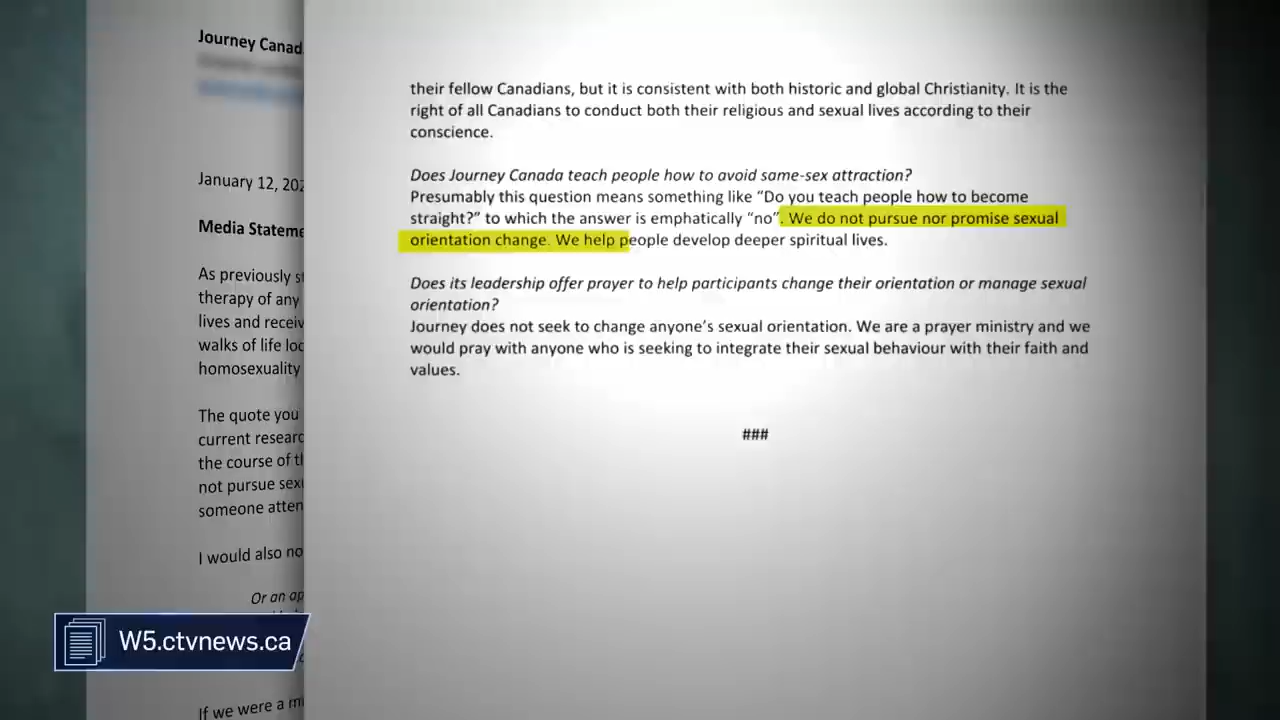 Journey Canad
January 12, 202
Media Stateme
As previously s
therapy of any
lives and receiv
walks of life loc
homosexuality
The quote you
current researc
the course of t
not pursue sexu
someone atten
I would also no
Or an ap
If we were a m
their fellow Canadians, but it is consistent with both historic and global Christianity. It is the
right of all Canadians to conduct both their religious and sexual lives according to their
conscience.
Does Journey Canada teach people how to avoid same-sex attraction?
Presumably this question means something like “Do you teach people how to become
straight?” to which the answer is emphatically “no”. We do not pursue nor promise sexual
orientation change. We help people develop deeper spiritual lives.
Does its leadership offer prayer to help participants change their orientation or manage sexual
orientation?
Journey does not seek to change anyone’s sexual orientation. We are a prayer ministry and we
would pray with anyone who is seeking to integrate their sexual behaviour with their faith and
values.
###
W5.ctvnews.ca